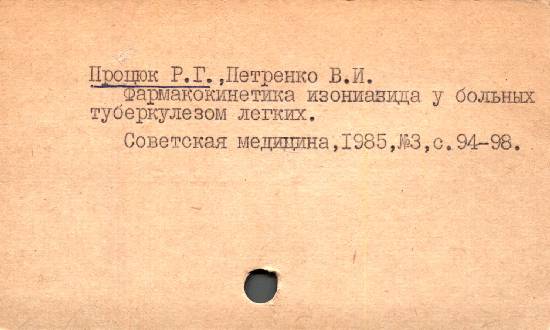 Процюк Р.Г.,Петренко В.И.
Фармакокинетика изониазида у больных
туберкулезом легких.
Советская медицина,1985,№3,с.94-98.